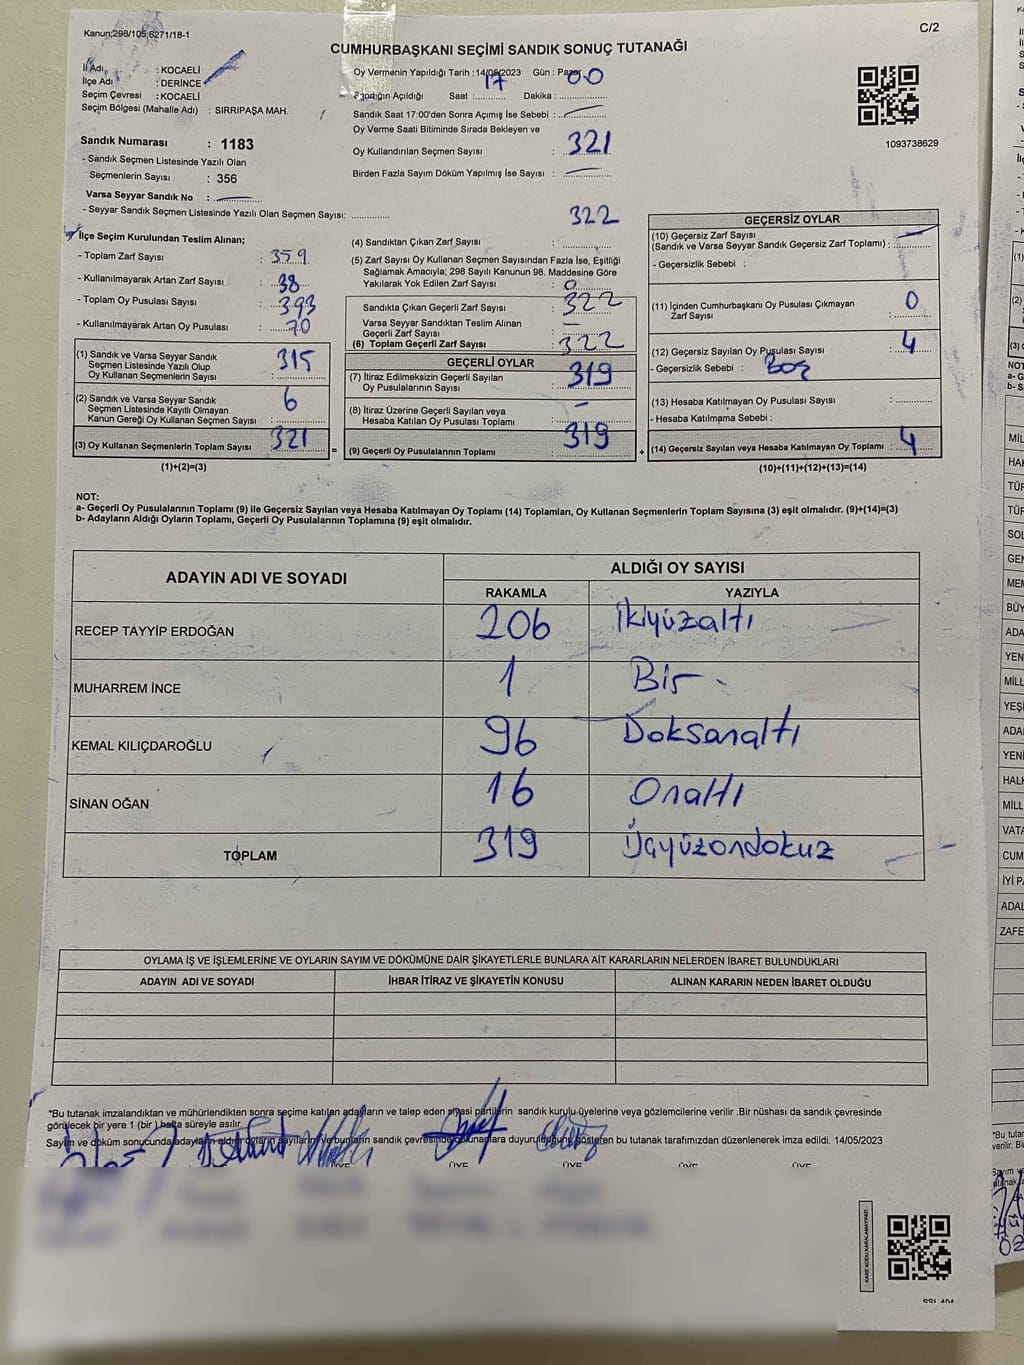 Kanun;298/105;6271/18-1
C/2
CUMHURBAŞKANI SEÇİMİ SANDIK SONUÇ TUTANAĞI
İl Adı : KOCAELİ
İlçe Adı : DERİNCE
Seçim Çevresi : KOCAELİ
Seçim Bölgesi (Mahalle Adı) : SIRRIPAŞA MAH.
Sandık Numarası : 1183
- Sandık Seçmen Listesinde Yazılı Olan
Seçmenlerin Sayısı : 356
Varsa Seyyar Sandık No :
- Seyyar Sandık Seçmen Listesinde Yazılı Olan Seçmen Sayısı: ..............
Oy Vermenin Yapıldığı Tarih : 14/05/2023 Gün : Pazar
Sandığın Açıldığı Saat : 17 Dakika : 00
Sandık Saat 17:00'den Sonra Açımış İse Sebebi :
Oy Verme Saati Bitiminde Sırada Bekleyen ve
Oy Kullandırılan Seçmen Sayısı : 321
Birden Fazla Sayım Döküm Yapılmış İse Sayısı :
1093738629
İlçe Seçim Kurulundan Teslim Alınan;
- Toplam Zarf Sayısı : 359
- Kullanılmayarak Artan Zarf Sayısı : 38
- Toplam Oy Pusulası Sayısı : 393
- Kullanılmayarak Artan Oy Pusulası : 70
(1) Sandık ve Varsa Seyyar Sandık
Seçmen Listesinde Yazılı Olup
Oy Kullanan Seçmenlerin Sayısı : 315
(2) Sandık ve Varsa Seyyar Sandık
Seçmen Listesinde Kayıtlı Olmayan
Kanun Gereği Oy Kullanan Seçmen Sayısı : 6
(3) Oy Kullanan Seçmenlerin Toplam Sayısı : 321
(1)+(2)=(3)
(4) Sandıktan Çıkan Zarf Sayısı : 322
(5) Zarf Sayısı Oy Kullanan Seçmen Sayısından Fazla İse, Eşitliği
Sağlamak Amacıyla; 298 Sayılı Kanunun 98. Maddesine Göre
Yakılarak Yok Edilen Zarf Sayısı : 0
Sandıkta Çıkan Geçerli Zarf Sayısı : 322
Varsa Seyyar Sandıktan Teslim Alınan
Geçerli Zarf Sayısı : –
(6) Toplam Geçerli Zarf Sayısı : 322
GEÇERLİ OYLAR
(7) İtiraz Edilmeksizin Geçerli Sayılan
Oy Pusulalarının Sayısı : 319
(8) İtiraz Üzerine Geçerli Sayılan veya
Hesaba Katılan Oy Pusulası Toplamı : –
= (9) Geçerli Oy Pusulalarının Toplamı : 319
GEÇERSİZ OYLAR
(10) Geçersiz Zarf Sayısı
(Sandık ve Varsa Seyyar Sandık Geçersiz Zarf Toplamı) : –
- Geçersizlik Sebebi :
(11) İçinden Cumhurbaşkanı Oy Pusulası Çıkmayan
Zarf Sayısı : 0
(12) Geçersiz Sayılan Oy Pusulası Sayısı : 4
- Geçersizlik Sebebi : Boş
(13) Hesaba Katılmayan Oy Pusulası Sayısı : ..........
- Hesaba Katılmama Sebebi :
+ (14) Geçersiz Sayılan veya Hesaba Katılmayan Oy Toplamı : 4
(10)+(11)+(12)+(13)=(14)
NOT:
a- Geçerli Oy Pusulalarının Toplamı (9) ile Geçersiz Sayılan veya Hesaba Katılmayan Oy Toplamı (14) Toplamları, Oy Kullanan Seçmenlerin Toplam Sayısına (3) eşit olmalıdır. (9)+(14)=(3)
b- Adayların Aldığı Oyların Toplamı, Geçerli Oy Pusulalarının Toplamına (9) eşit olmalıdır.
ADAYIN ADI VE SOYADI ALDIĞI OY SAYISI
RAKAMLA YAZIYLA
RECEP TAYYİP ERDOĞAN 206 İkiyüzaltı
MUHARREM İNCE 1 Bir
KEMAL KILIÇDAROĞLU 96 Doksanaltı
SİNAN OĞAN 16 Onaltı
TOPLAM 319 Üçyüzondokuz
OYLAMA İŞ VE İŞLEMLERİNE VE OYLARIN SAYIM VE DÖKÜMÜNE DAİR ŞİKAYETLERLE BUNLARA AİT KARARLARIN NELERDEN İBARET BULUNDUKLARI
ADAYIN ADI VE SOYADI İHBAR İTİRAZ VE ŞİKAYETİN KONUSU ALINAN KARARIN NEDEN İBARET OLDUĞU
*Bu tutanak imzalandıktan ve mühürlendikten sonra seçime katılan adayların ve talep eden siyasi partilerin sandık kurulu üyelerine veya gözlemcilerine verilir .Bir nüshası da sandık çevresinde
görülecek bir yere 1 (bir ) hafta süreyle asılır.
Sayım ve döküm sonucunda adayların aldığı oyların sayılarını ve bunların sandık çevresinde bulunanlara duyurulduğunu gösteren bu tutanak tarafımızdan düzenlenerek imza edildi. 14/05/2023
ÜYE ÜYE ÜYE ÜYE ÜYE
KARE KODU KARALAMAYINIZ!